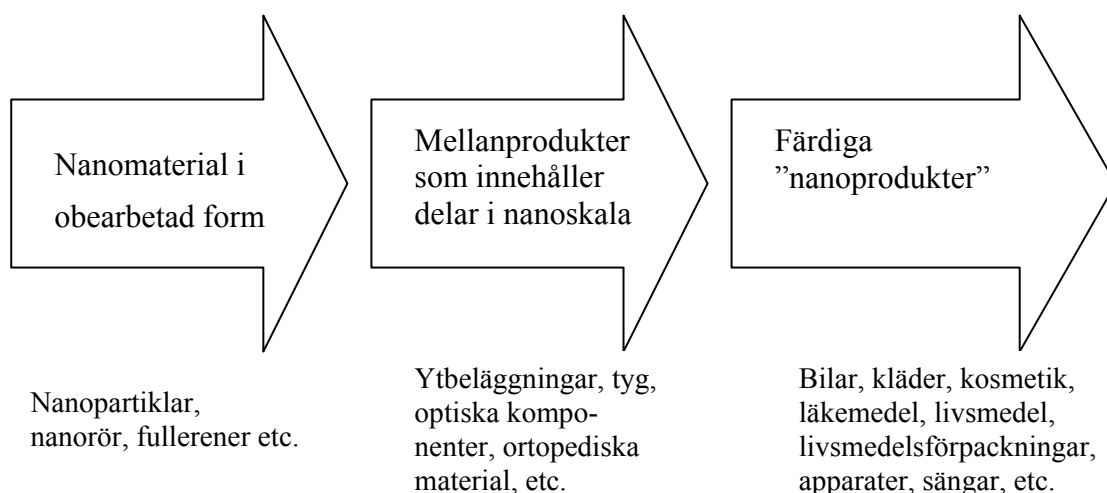 Nanomaterial i
obearbetad form
Mellanprodukter
som innehåller
delar i nanoskala
Färdiga
”nanoprodukter”
Nanopartiklar,
nanorör, fullerener etc.
Ytbeläggningar, tyg,
optiska kompo-
nenter, ortopediska
material, etc.
Bilar, kläder, kosmetik,
läkemedel, livsmedel,
livsmedelsförpackningar,
apparater, sängar, etc.